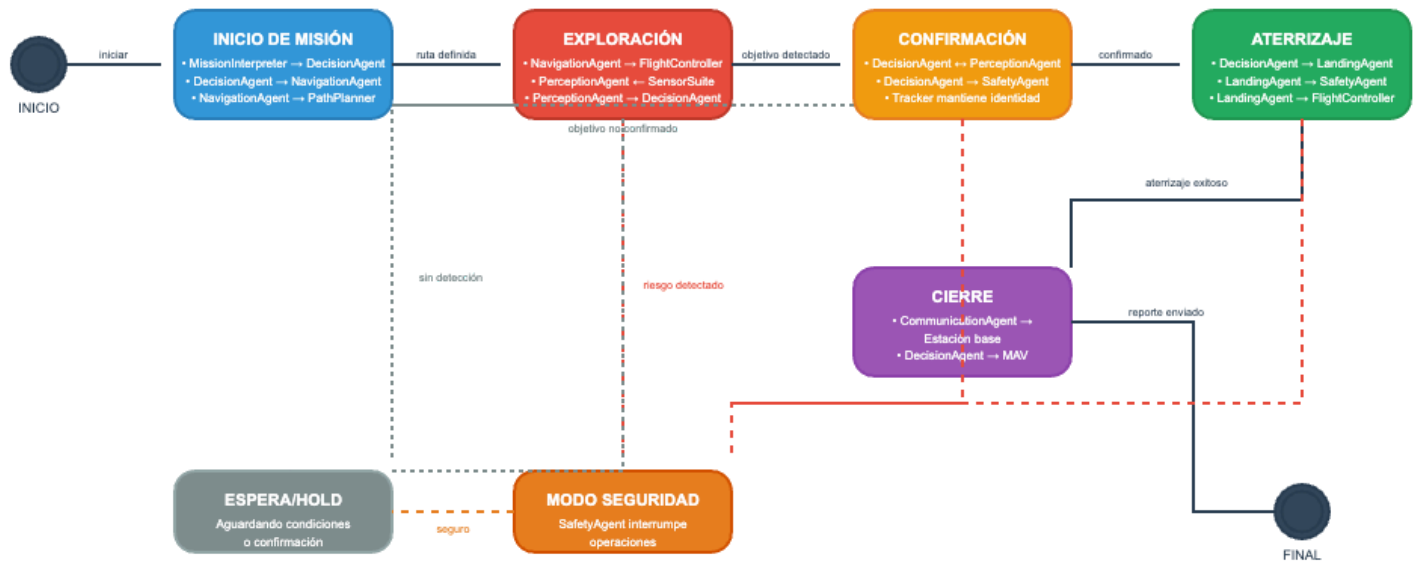 INICIO
iniciar
INICIO DE MISIÓN
• MissionInterpreter → DecisionAgent
• DecisionAgent → NavigationAgent
• NavigationAgent → PathPlanner
ruta definida
EXPLORACIÓN
• NavigationAgent → FlightController
• PerceptionAgent ← SensorSuite
• PerceptionAgent → DecisionAgent
objetivo detectado
CONFIRMACIÓN
• DecisionAgent ↔ PerceptionAgent
• DecisionAgent → SafetyAgent
• Tracker mantiene identidad
confirmado
ATERRIZAJE
• DecisionAgent → LandingAgent
• LandingAgent → SafetyAgent
• LandingAgent → FlightController
objetivo no confirmado
aterrizaje exitoso
sin detección
riesgo detectado
CIERRE
• CommunicationAgent →
Estación base
• DecisionAgent → MAV
reporte enviado
ESPERA/HOLD
Aguardando condiciones
o confirmación
seguro
MODO SEGURIDAD
SafetyAgent interrumpe
operaciones
FINAL